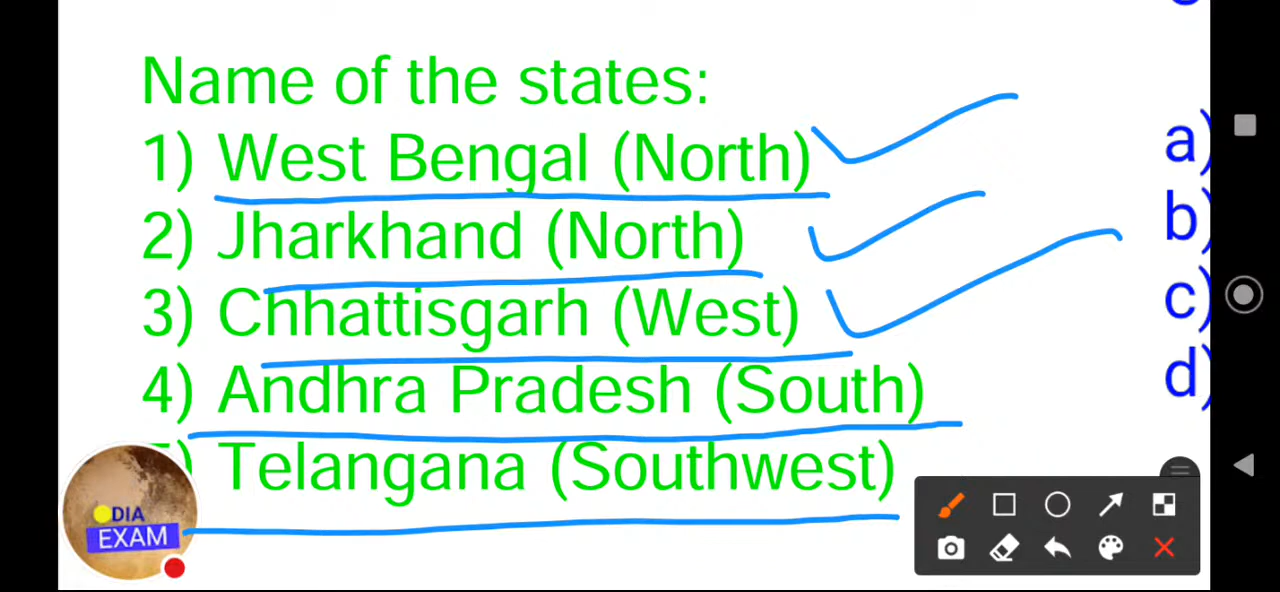 Name of the states:
1) West Bengal (North)
2) Jharkhand (North)
3) Chhattisgarh (West)
4) Andhra Pradesh (South)
Telangana (Southwest)
a)
b)
c)
d)
DIA
EXAM